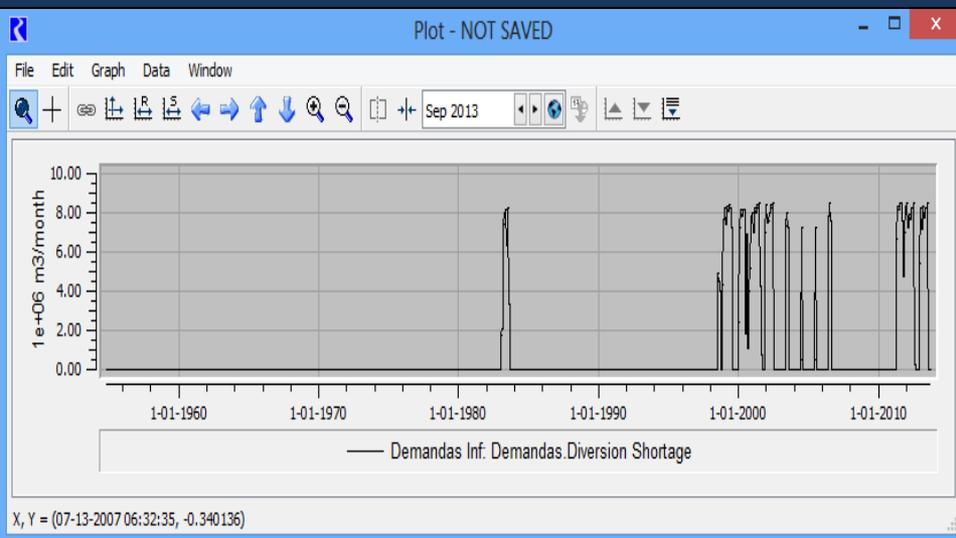 Plot - NOT SAVED
File Edit Graph Data Window
R S Sep 2013
10.00
8.00
6.00
4.00
2.00
0.00
1e+06 m3/month
1-01-1960 1-01-1970 1-01-1980 1-01-1990 1-01-2000 1-01-2010
Demandas Inf: Demandas.Diversion Shortage
X, Y = (07-13-2007 06:32:35, -0.340136)